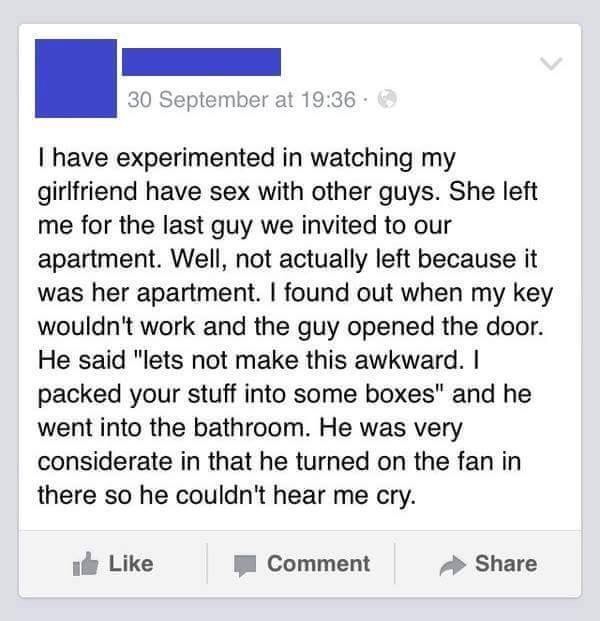 30 September at 19:36 ·
I have experimented in watching my
girlfriend have sex with other guys. She left
me for the last guy we invited to our
apartment. Well, not actually left because it
was her apartment. I found out when my key
wouldn't work and the guy opened the door.
He said "lets not make this awkward. I
packed your stuff into some boxes" and he
went into the bathroom. He was very
considerate in that he turned on the fan in
there so he couldn't hear me cry.
Like Comment Share